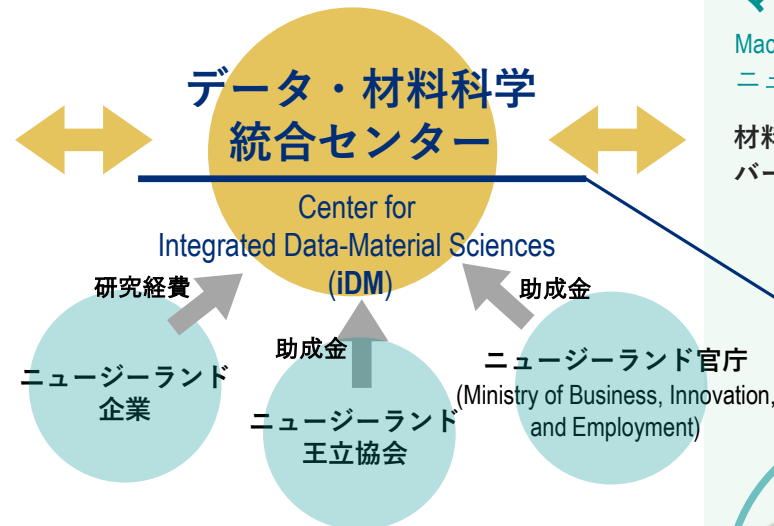 データ・材料科学
統合センター
Center for
Integrated Data-Material Sciences
(iDM)
研究経費
助成金
助成金
ニュージーランド
企業
ニュージーランド
王立協会
ニュージーランド官庁
(Ministry of Business, Innovation,
and Employment)
Mac
ニュ
材料
バー